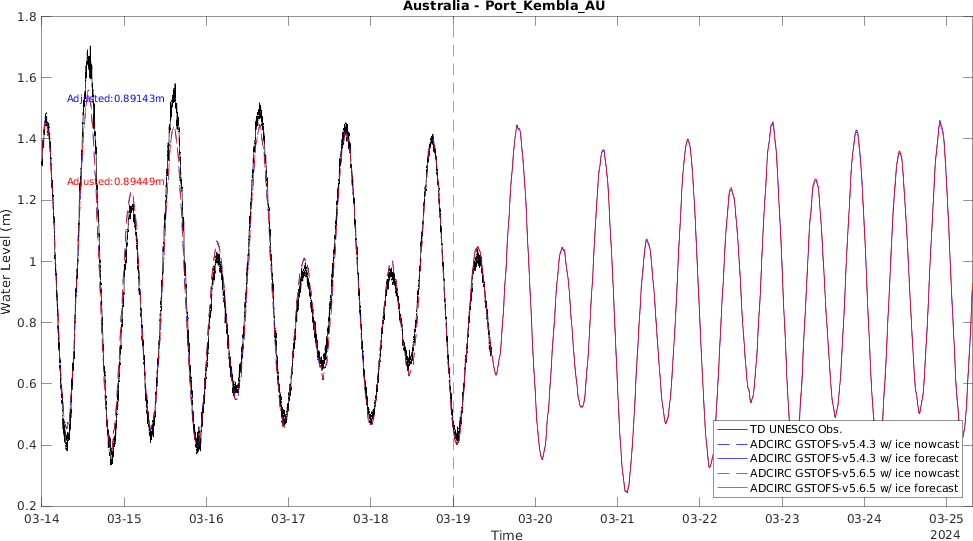 Australia - Port_Kembla_AU
1.8
1.6
1.4
1.2
1
0.8
0.6
0.4
0.2
Water Level (m)
Adjusted:0.89143m
Adjusted:0.89449m
TD UNESCO Obs.
ADCIRC GSTOFS-v5.4.3 w/ ice nowcast
ADCIRC GSTOFS-v5.4.3 w/ ice forecast
ADCIRC GSTOFS-v5.6.5 w/ ice nowcast
ADCIRC GSTOFS-v5.6.5 w/ ice forecast
03-14 03-15 03-16 03-17 03-18 03-19 03-20 03-21 03-22 03-23 03-24 03-25
Time
2024